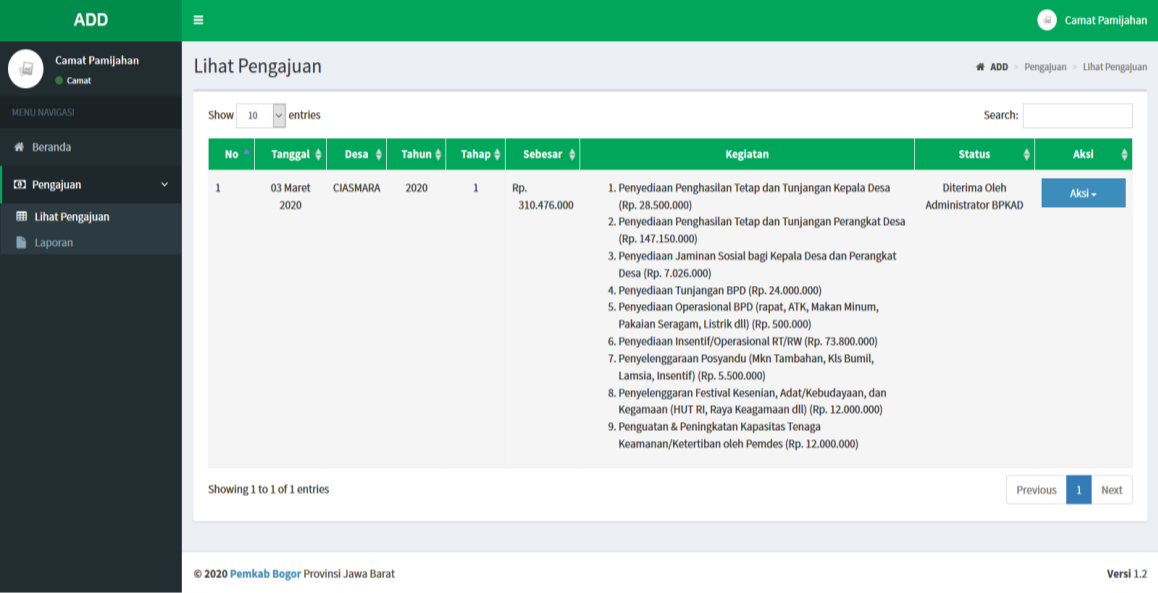 ADD
Camat Pamijahan
Camat Pamijahan
Camat
MENU NAVIGASI
Beranda
Pengajuan
Lihat Pengajuan
Laporan
Lihat Pengajuan
ADD > Pengajuan > Lihat Pengajuan
Show 10 entries
Search:
No Tanggal Desa Tahun Tahap Sebesar Kegiatan Status Aksi
1 03 Maret 2020 CIASMARA 2020 1 Rp. 310.476.000
1. Penyediaan Penghasilan Tetap dan Tunjangan Kepala Desa
(Rp. 28.500.000)
2. Penyediaan Penghasilan Tetap dan Tunjangan Perangkat Desa
(Rp. 147.150.000)
3. Penyediaan Jaminan Sosial bagi Kepala Desa dan Perangkat
Desa (Rp. 7.026.000)
4. Penyediaan Tunjangan BPD (Rp. 24.000.000)
5. Penyediaan Operasional BPD (rapat, ATK, Makan Minum,
Pakaian Seragam, Listrik dll) (Rp. 500.000)
6. Penyediaan Insentif/Operasional RT/RW (Rp. 73.800.000)
7. Penyelenggaraan Posyandu (Mkn Tambahan, Kls Bumil,
Lamsia, Insentif) (Rp. 5.500.000)
8. Penyelenggaran Festival Kesenian, Adat/Kebudayaan, dan
Kegamaan (HUT RI, Raya Keagamaan dll) (Rp. 12.000.000)
9. Penguatan & Peningkatan Kapasitas Tenaga
Keamanan/Ketertiban oleh Pemdes (Rp. 12.000.000)
Diterima Oleh
Administrator BPKAD
Aksi
Showing 1 to 1 of 1 entries
Previous 1 Next
© 2020 Pemkab Bogor Provinsi Jawa Barat
Versi 1.2